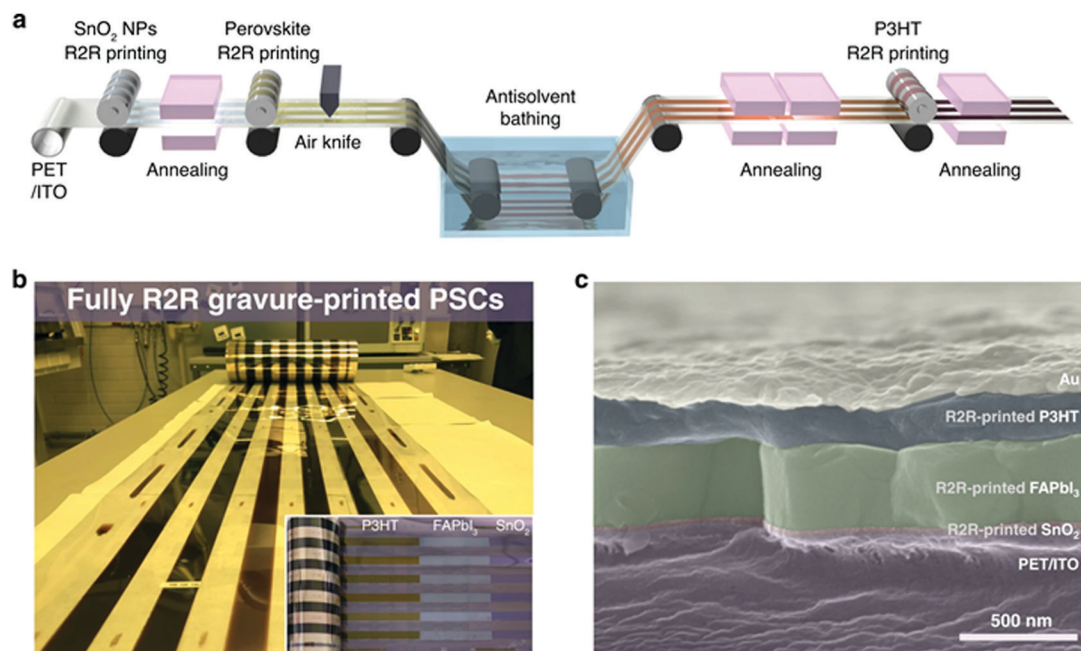 a
SnO₂ NPs
R2R printing
Perovskite
R2R printing
P3HT
R2R printing
Antisolvent
bathing
Air knife
PET
/ITO
Annealing
Annealing
Annealing
b
Fully R2R gravure-printed PSCs
P3HT FAPbI₃ SnO₂
c
Au
R2R-printed P3HT
R2R-printed FAPbI₃
R2R-printed SnO₂
PET/ITO
500 nm